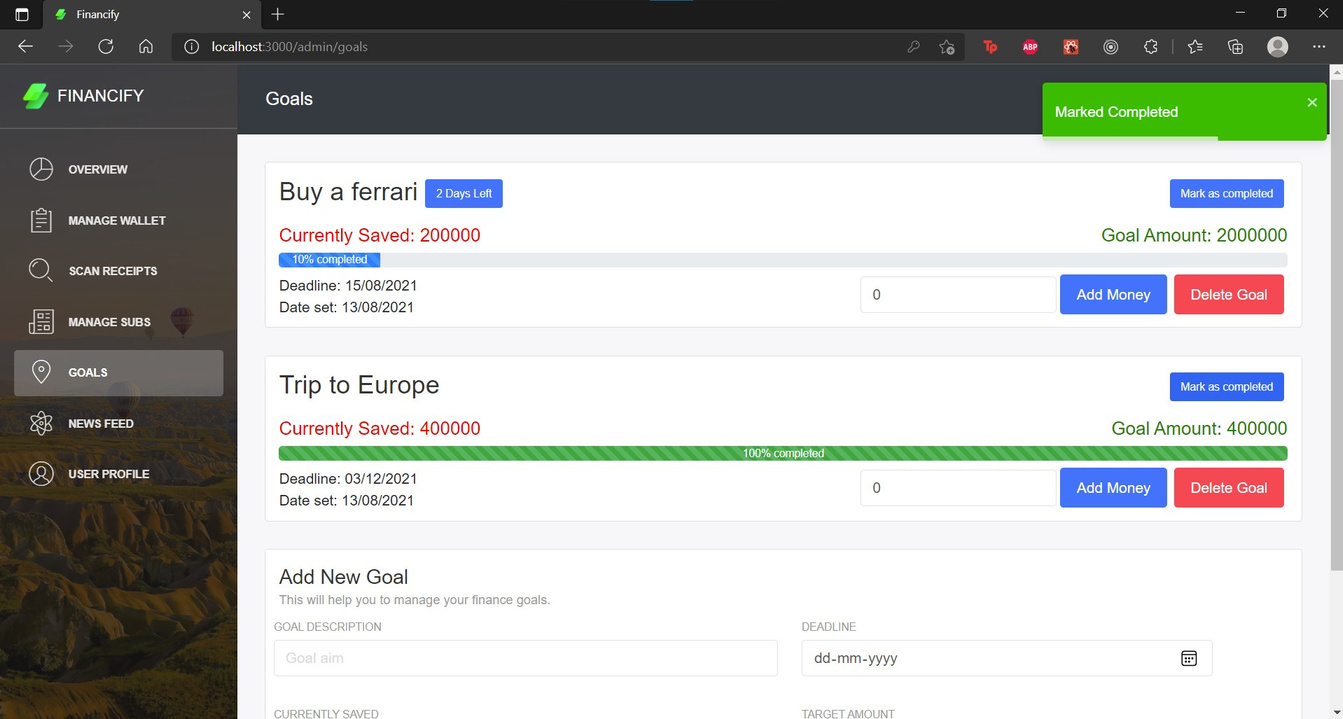 Financify
localhost:3000/admin/goals
TP
ABP
FINANCIFY
OVERVIEW
MANAGE WALLET
SCAN RECEIPTS
MANAGE SUBS
GOALS
NEWS FEED
USER PROFILE
Goals
Marked Completed
Buy a ferrari
2 Days Left
Mark as completed
Currently Saved: 200000
Goal Amount: 2000000
10% completed
Deadline: 15/08/2021
Date set: 13/08/2021
0
Add Money
Delete Goal
Trip to Europe
Mark as completed
Currently Saved: 400000
Goal Amount: 400000
100% completed
Deadline: 03/12/2021
Date set: 13/08/2021
0
Add Money
Delete Goal
Add New Goal
This will help you to manage your finance goals.
GOAL DESCRIPTION
DEADLINE
Goal aim
dd-mm-yyyy
CURRENTLY SAVED
TARGET AMOUNT